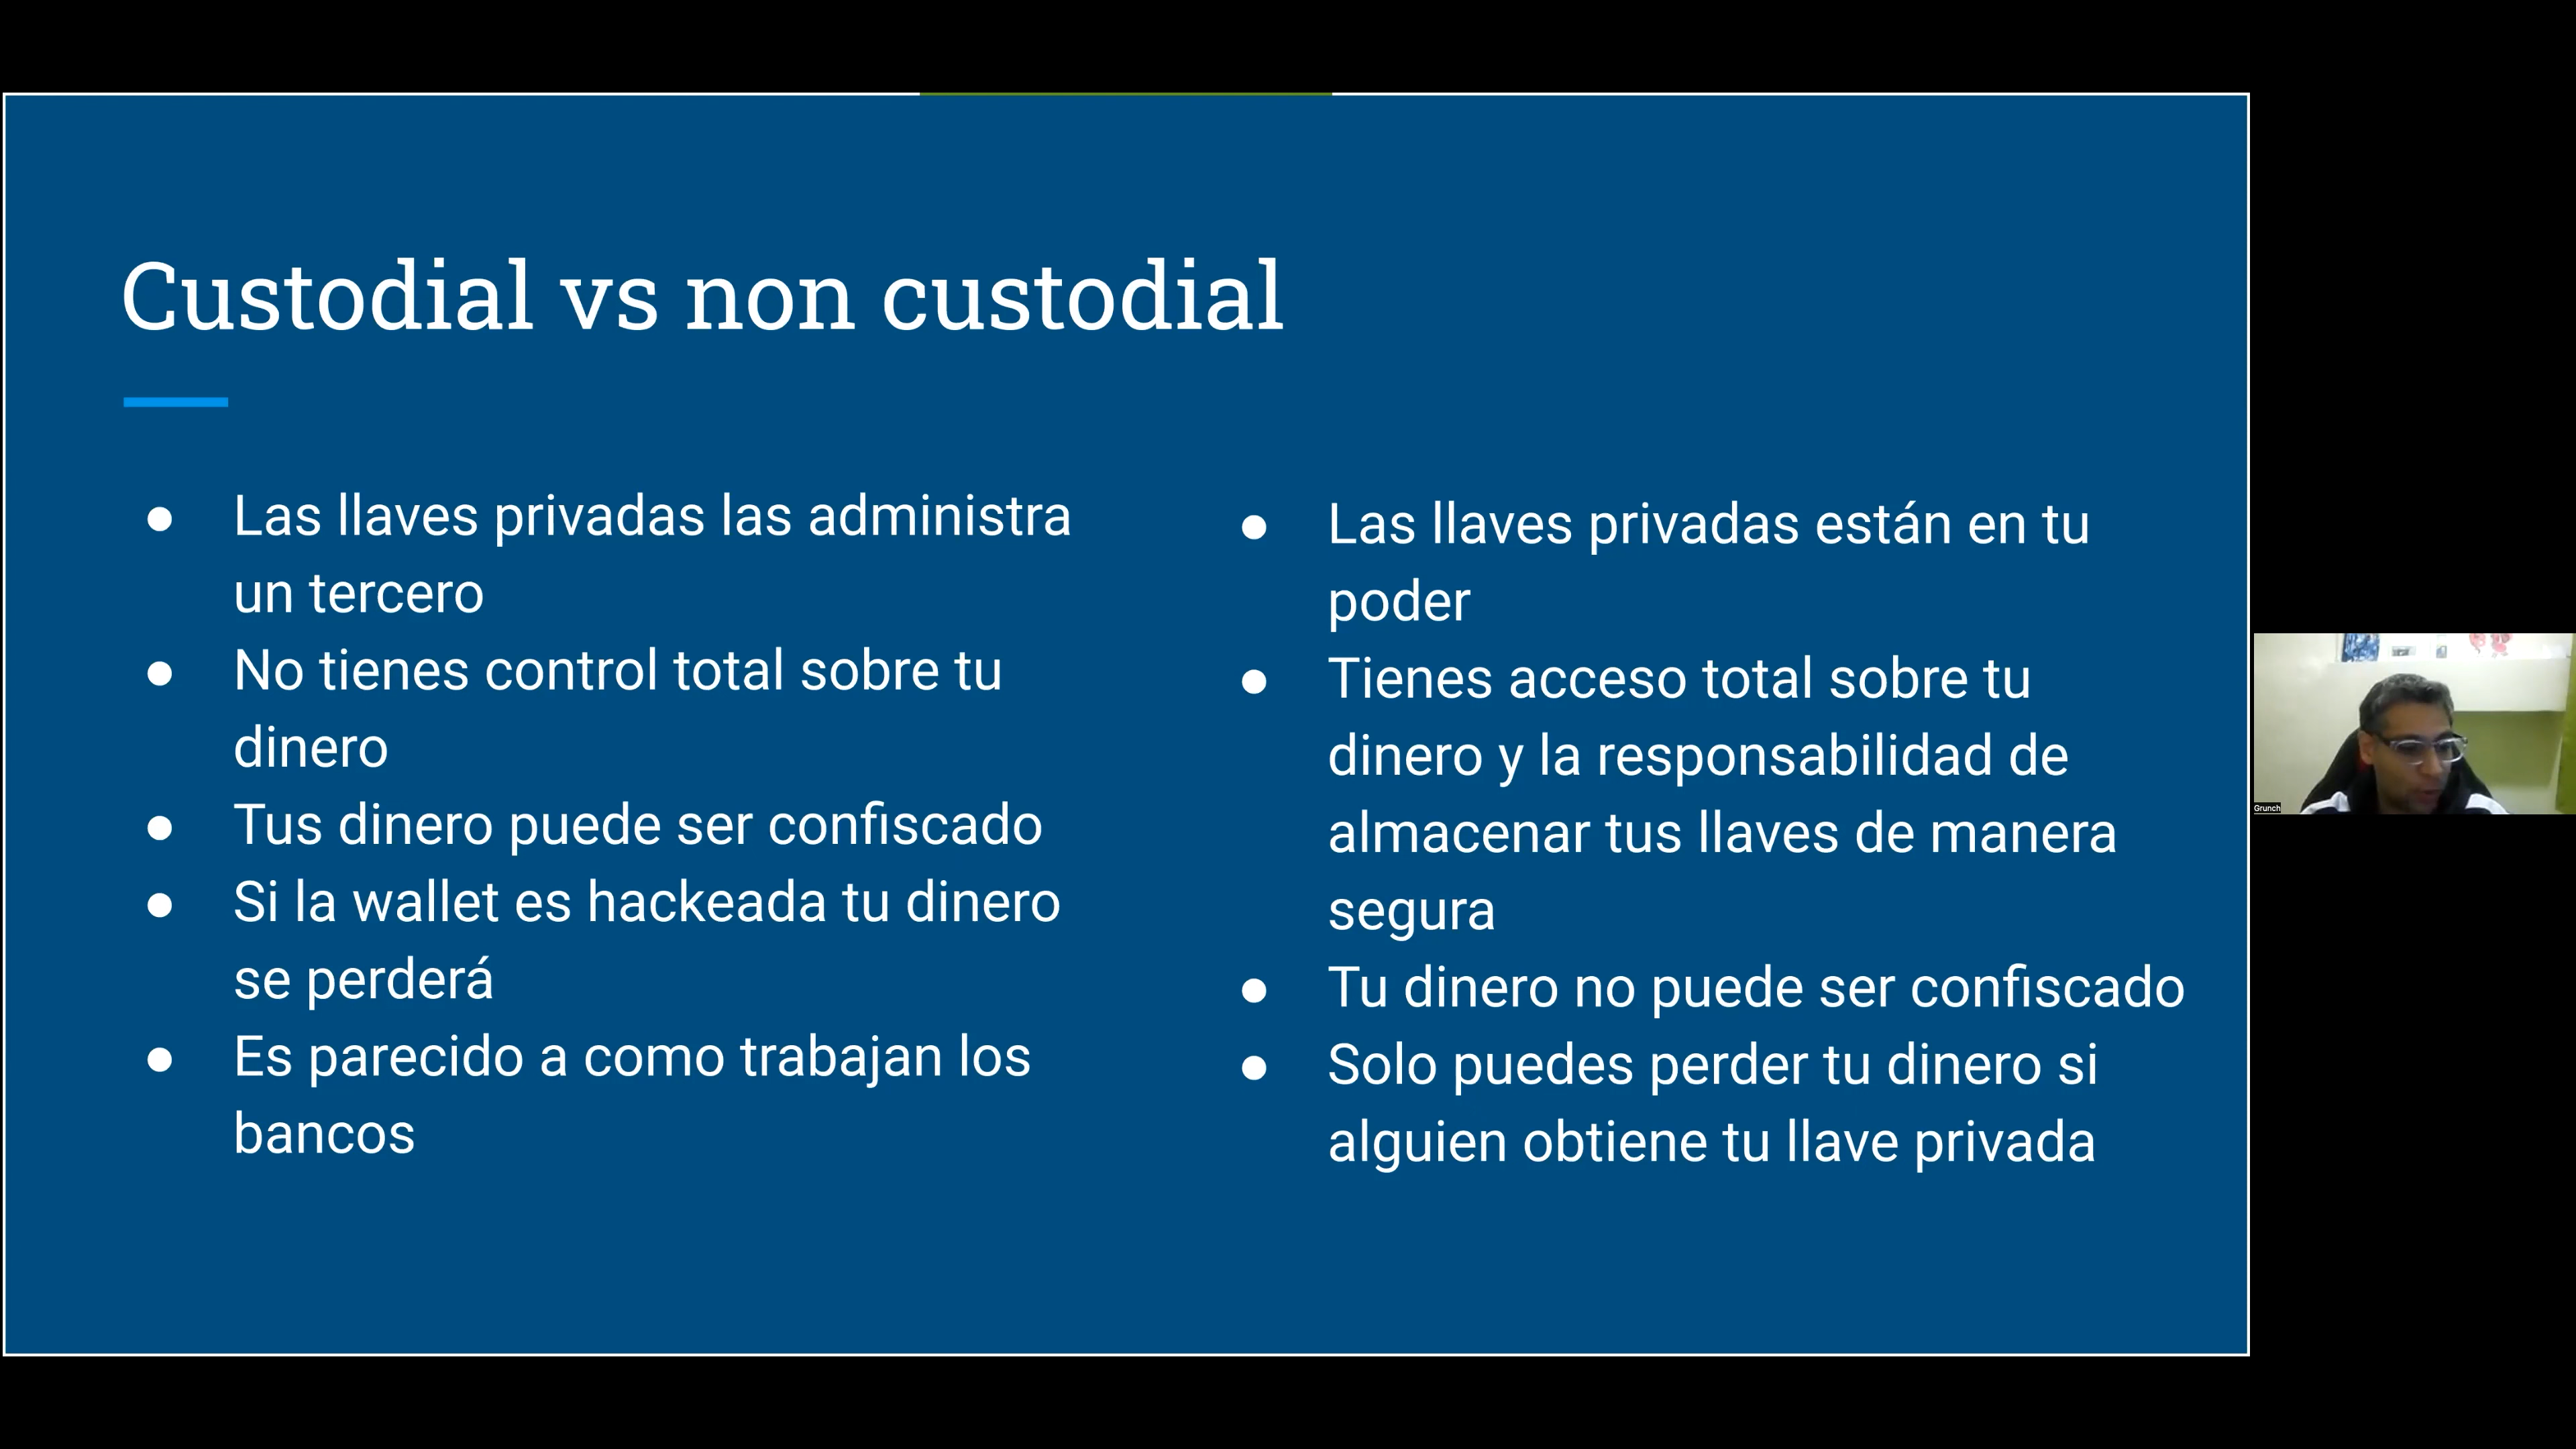 Custodial vs non custodial
● Las llaves privadas las administra
un tercero
● No tienes control total sobre tu
dinero
● Tus dinero puede ser confiscado
● Si la wallet es hackeada tu dinero
se perderá
● Es parecido a como trabajan los
bancos
● Las llaves privadas están en tu
poder
● Tienes acceso total sobre tu
dinero y la responsabilidad de
almacenar tus llaves de manera
segura
● Tu dinero no puede ser confiscado
● Solo puedes perder tu dinero si
alguien obtiene tu llave privada
Grunch